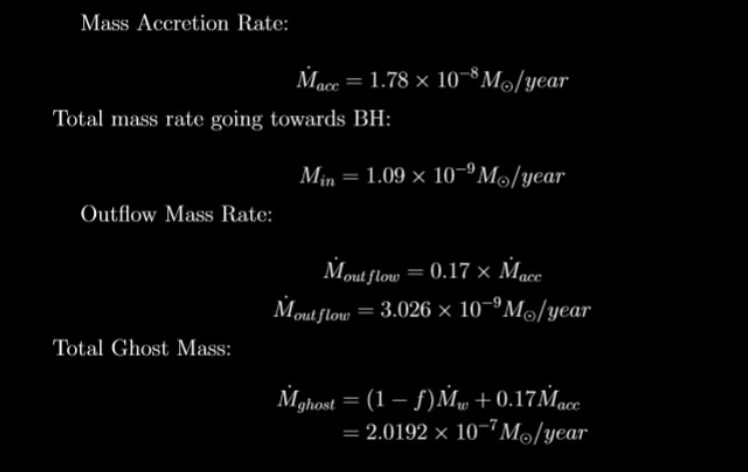 Mass Accretion Rate:
Ṁ_acc = 1.78 × 10⁻⁸ M_⊙/year
Total mass rate going towards BH:
M_in = 1.09 × 10⁻⁹ M_⊙/year
Outflow Mass Rate:
Ṁ_outflow = 0.17 × Ṁ_acc
Ṁ_outflow = 3.026 × 10⁻⁹ M_⊙/year
Total Ghost Mass:
Ṁ_ghost = (1 − f)Ṁ_w + 0.17Ṁ_acc
= 2.0192 × 10⁻⁷ M_⊙/year